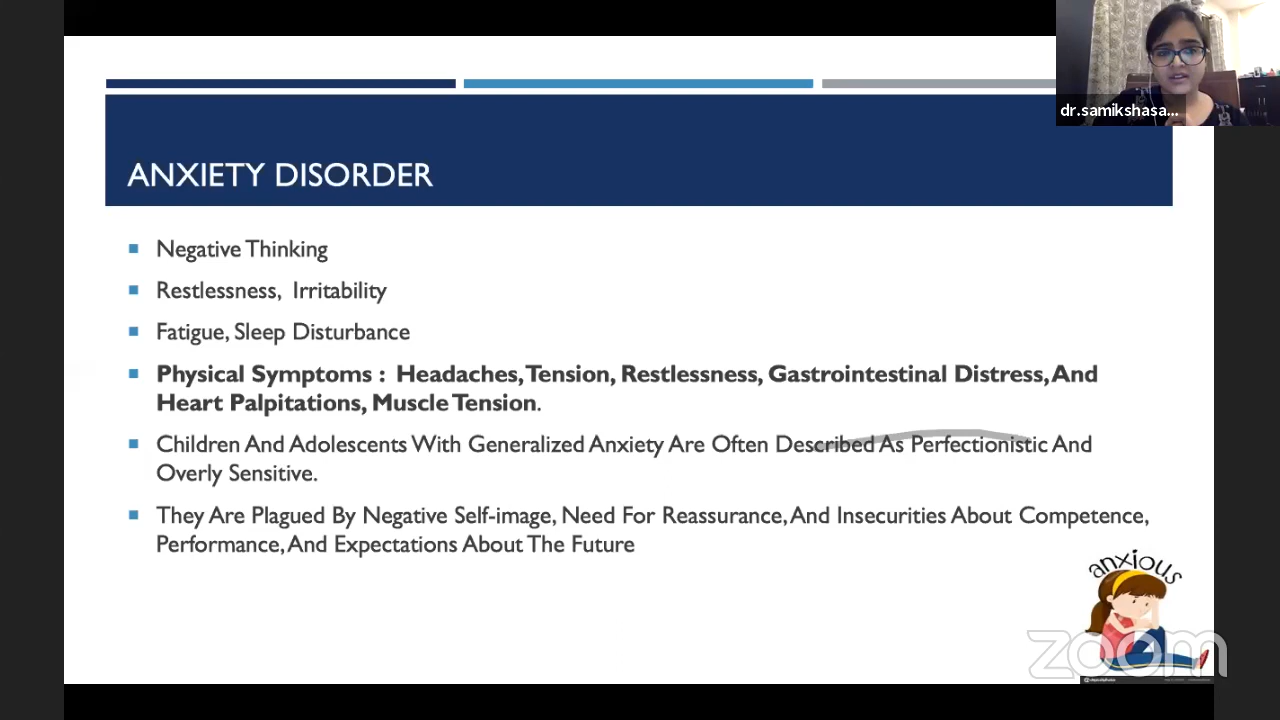 dr.samikshasa...
ANXIETY DISORDER
Negative Thinking
Restlessness, Irritability
Fatigue, Sleep Disturbance
Physical Symptoms : Headaches, Tension, Restlessness, Gastrointestinal Distress, And
Heart Palpitations, Muscle Tension.
Children And Adolescents With Generalized Anxiety Are Often Described As Perfectionistic And
Overly Sensitive.
They Are Plagued By Negative Self-image, Need For Reassurance, And Insecurities About Competence,
Performance, And Expectations About The Future
anxious
zoom